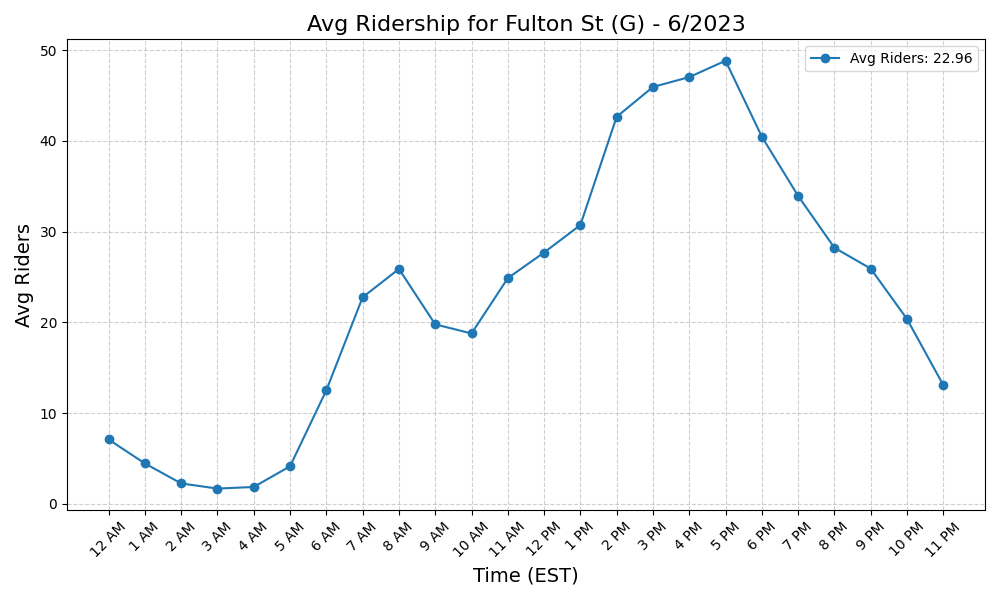 Avg Ridership for Fulton St (G) - 6/2023
Avg Riders: 22.96
Avg Riders
50
40
30
20
10
0
12 AM
1 AM
2 AM
3 AM
4 AM
5 AM
6 AM
7 AM
8 AM
9 AM
10 AM
11 AM
12 PM
1 PM
2 PM
3 PM
4 PM
5 PM
6 PM
7 PM
8 PM
9 PM
10 PM
11 PM
Time (EST)